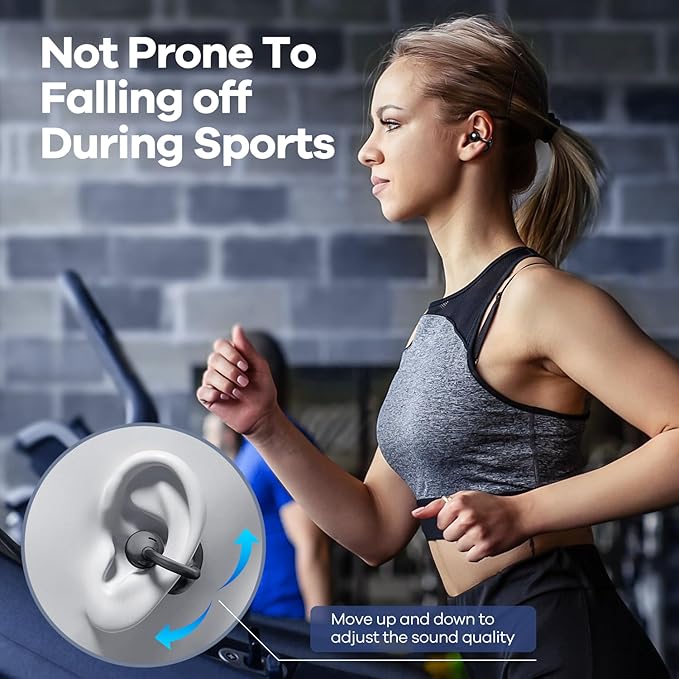 Not Prone To
Falling off
During Sports
Move up and down to
adjust the sound quality